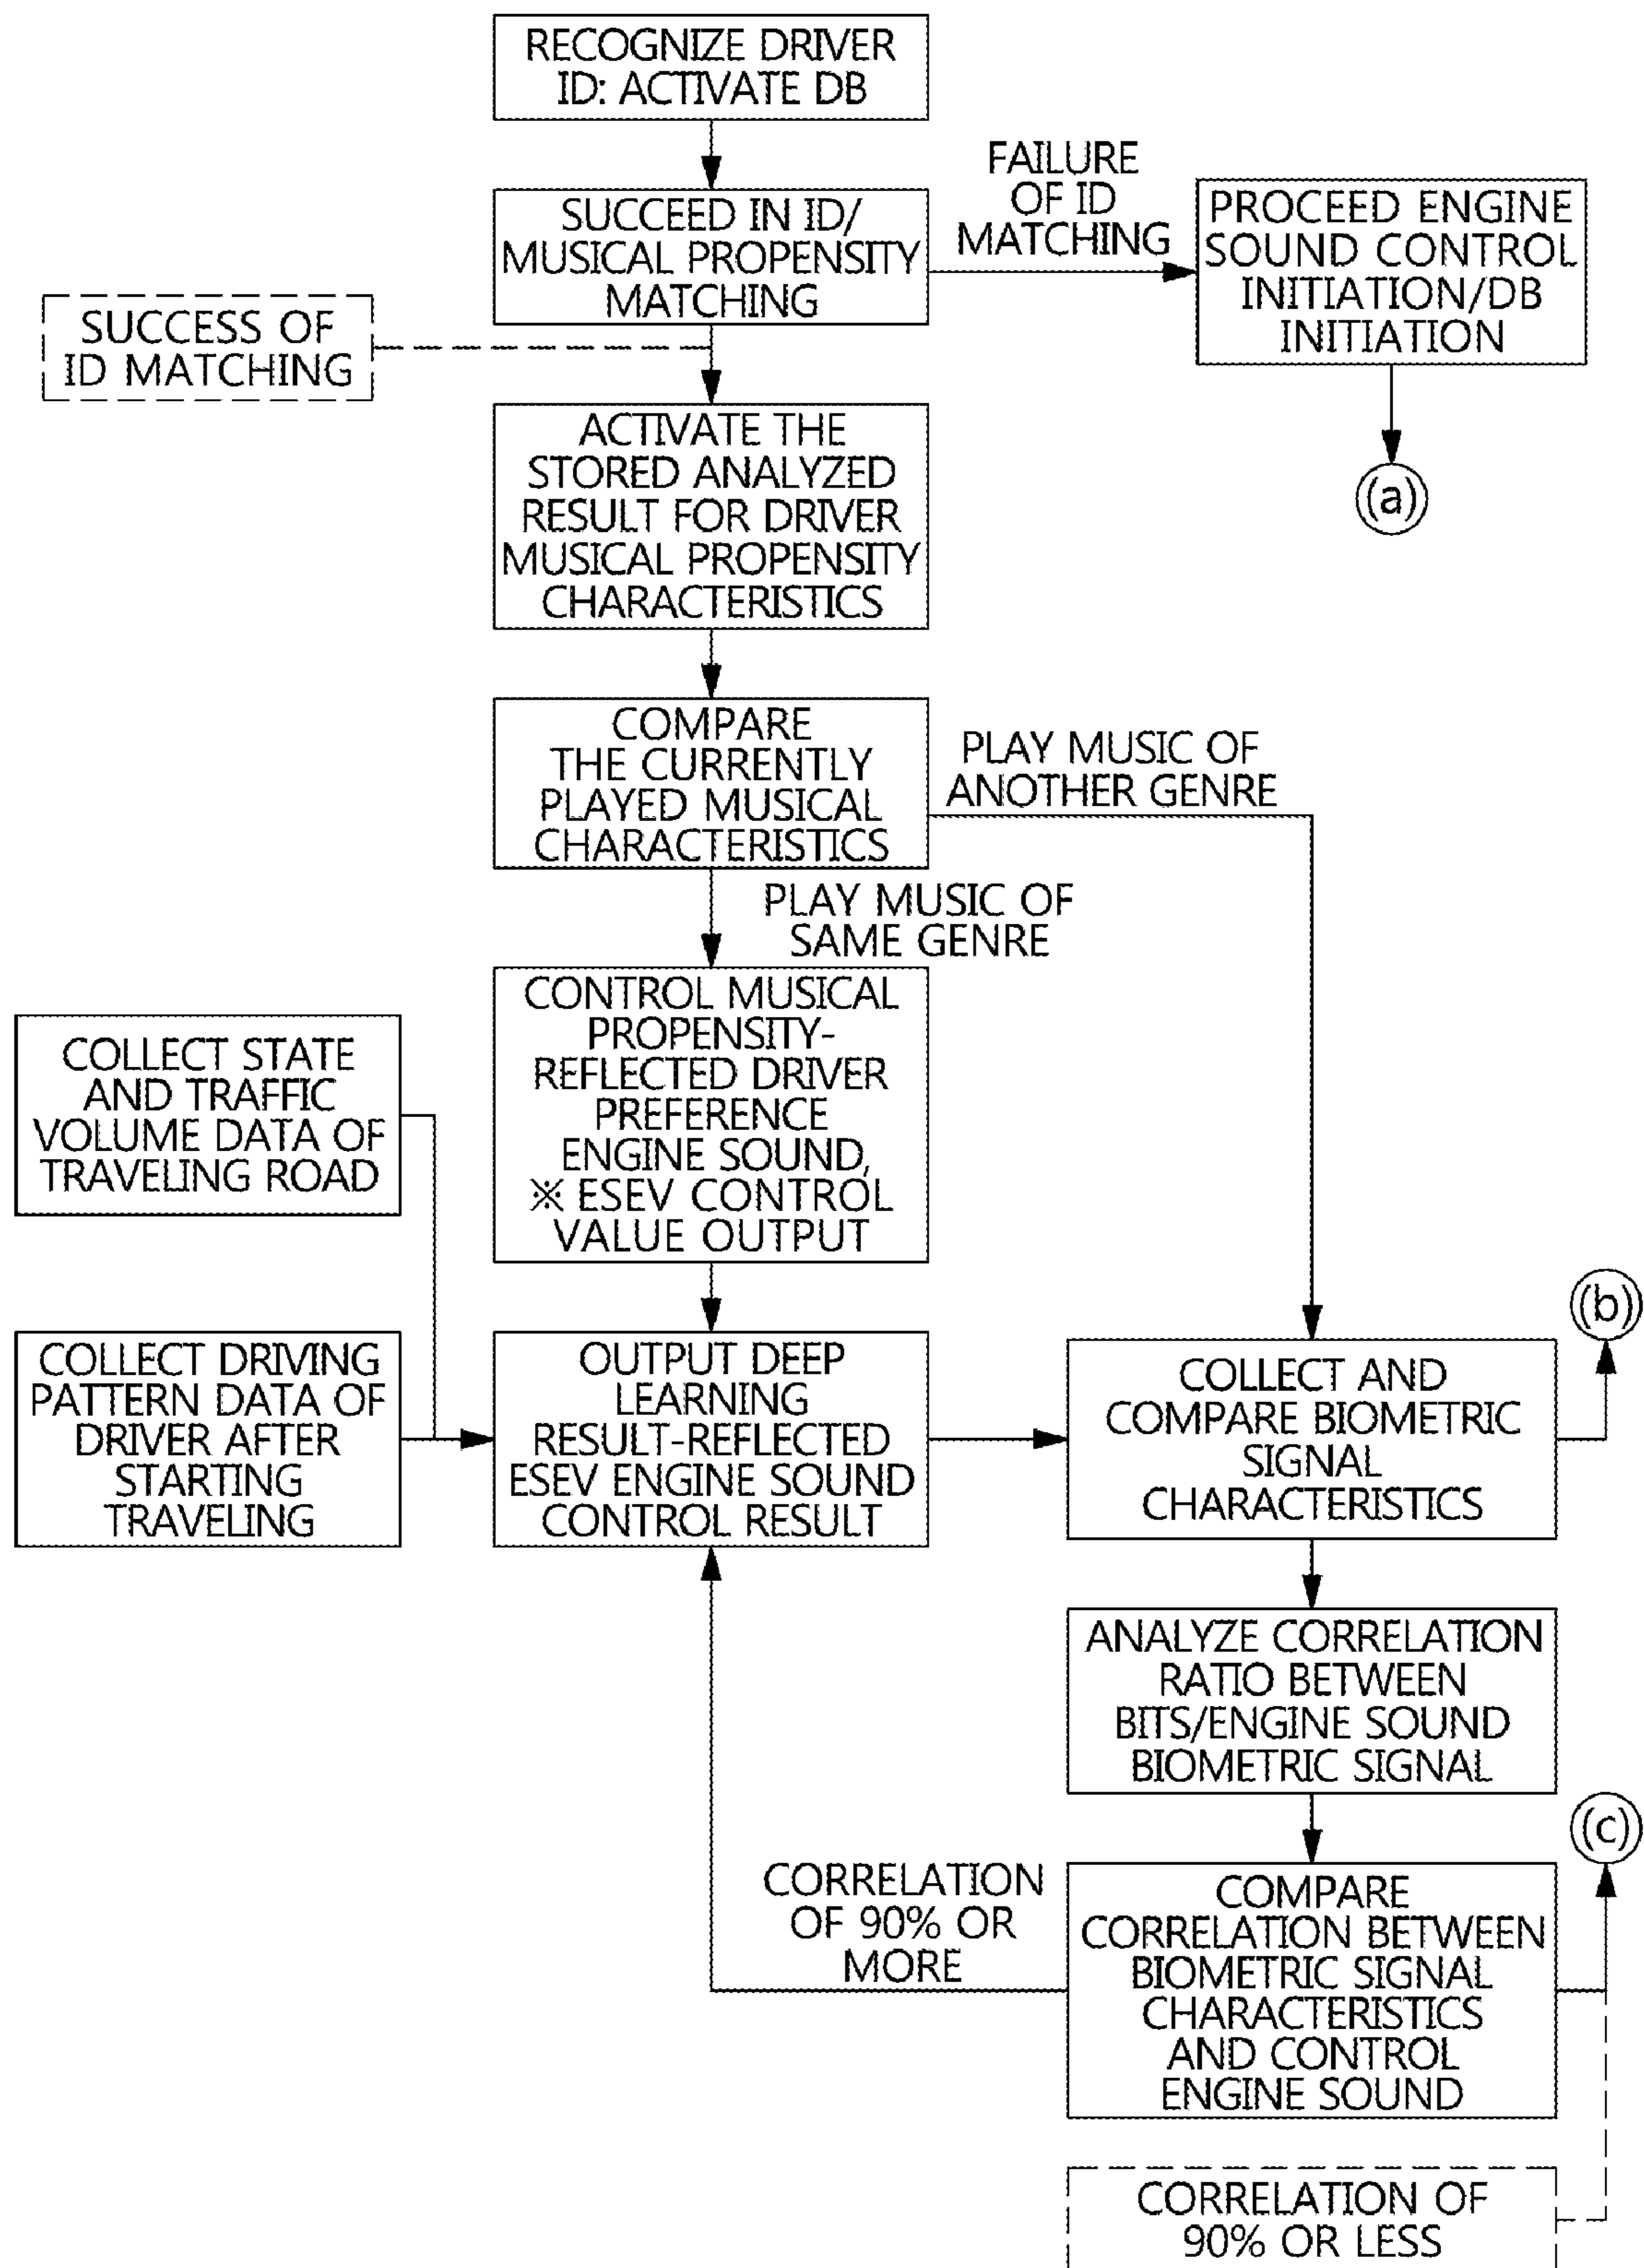 RECOGNIZE DRIVER
ID: ACTIVATE DB
SUCCEED IN ID/
MUSICAL PROPENSITY
MATCHING
FAILURE
OF ID
MATCHING
PROCEED ENGINE
SOUND CONTROL
INITIATION/DB
INITIATION
SUCCESS OF
ID MATCHING
(a)
ACTIVATE THE
STORED ANALYZED
RESULT FOR DRIVER
MUSICAL PROPENSITY
CHARACTERISTICS
COMPARE
THE CURRENTLY
PLAYED MUSICAL
CHARACTERISTICS
PLAY MUSIC OF
ANOTHER GENRE
PLAY MUSIC OF
SAME GENRE
CONTROL MUSICAL
PROPENSITY-
REFLECTED DRIVER
PREFERENCE
ENGINE SOUND,
※ ESEV CONTROL
VALUE OUTPUT
COLLECT STATE
AND TRAFFIC
VOLUME DATA OF
TRAVELING ROAD
COLLECT DRIVING
PATTERN DATA OF
DRIVER AFTER
STARTING
TRAVELING
OUTPUT DEEP
LEARNING
RESULT-REFLECTED
ESEV ENGINE SOUND
CONTROL RESULT
COLLECT AND
COMPARE BIOMETRIC
SIGNAL
CHARACTERISTICS
(b)
ANALYZE CORRELATION
RATIO BETWEEN
BITS/ENGINE SOUND
BIOMETRIC SIGNAL
(c)
CORRELATION
OF 90% OR
MORE
COMPARE
CORRELATION BETWEEN
BIOMETRIC SIGNAL
CHARACTERISTICS
AND CONTROL
ENGINE SOUND
CORRELATION OF
90% OR LESS